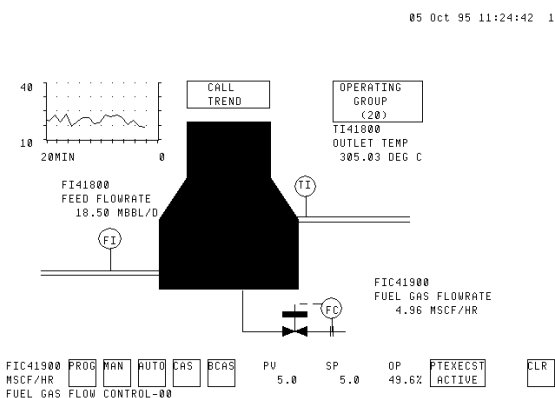 05 Oct 95 11:24:42 1
40
10
20MIN 0
CALL
TREND
OPERATING
GROUP
(20)
TI41800
OUTLET TEMP
305.03 DEG C
FI41800
FEED FLOWRATE
18.50 MBBL/D
TI
FI
FIC41900
FUEL GAS FLOWRATE
4.96 MSCF/HR
FC
FIC41900 PROG MAN AUTO CAS BCAS PV SP OP PTEXECST CLR
MSCF/HR 5.0 5.0 49.6% ACTIVE
FUEL GAS FLOW CONTROL-00